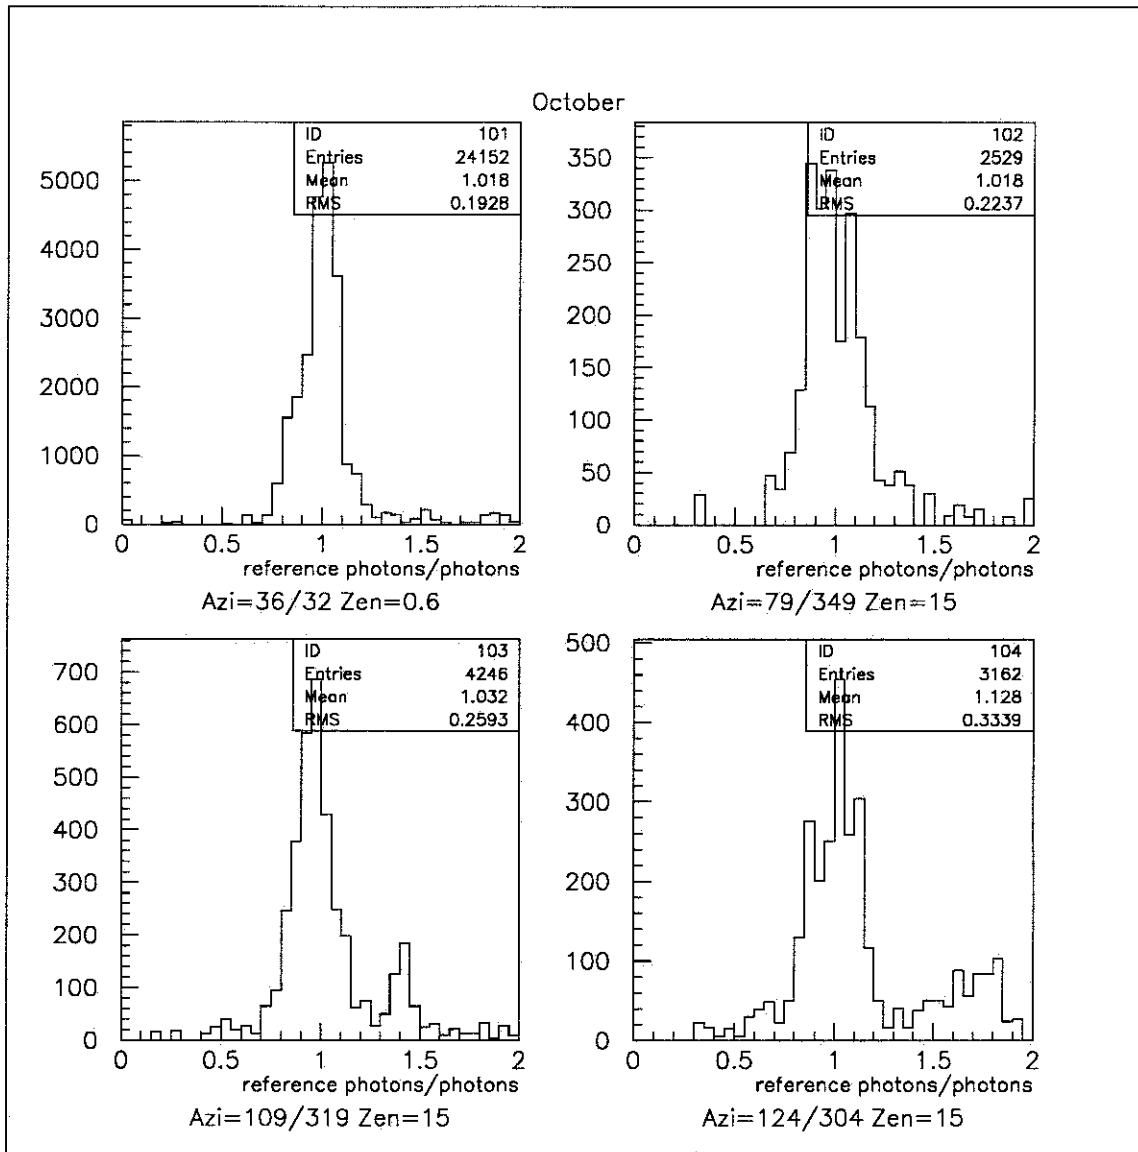 October
ID 101
Entries 24152
Mean 1.018
RMS 0.1928
5000
4000
3000
2000
1000
0
0 0.5 1 1.5 2
reference photons/photons
Azi=36/32 Zen=0.6
ID 102
Entries 2529
Mean 1.018
RMS 0.2237
350
300
250
200
150
100
50
0
0 0.5 1 1.5 2
reference photons/photons
Azi=79/349 Zen=15
ID 103
Entries 4246
Mean 1.032
RMS 0.2593
700
600
500
400
300
200
100
0
0 0.5 1 1.5 2
reference photons/photons
Azi=109/319 Zen=15
ID 104
Entries 3162
Mean 1.128
RMS 0.3339
500
400
300
200
100
0
0 0.5 1 1.5 2
reference photons/photons
Azi=124/304 Zen=15